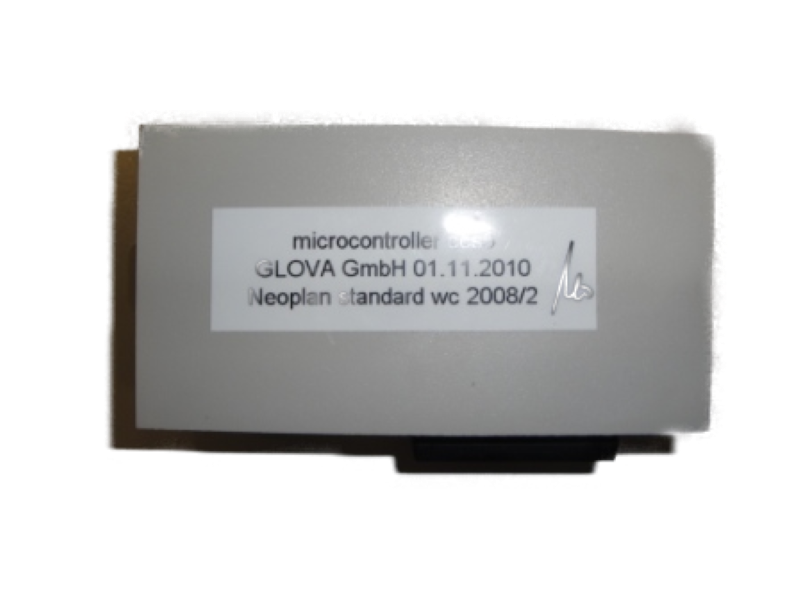 microcontroller
GLOVA GmbH 01.11.2010
Neoplan standard wc 2008/2